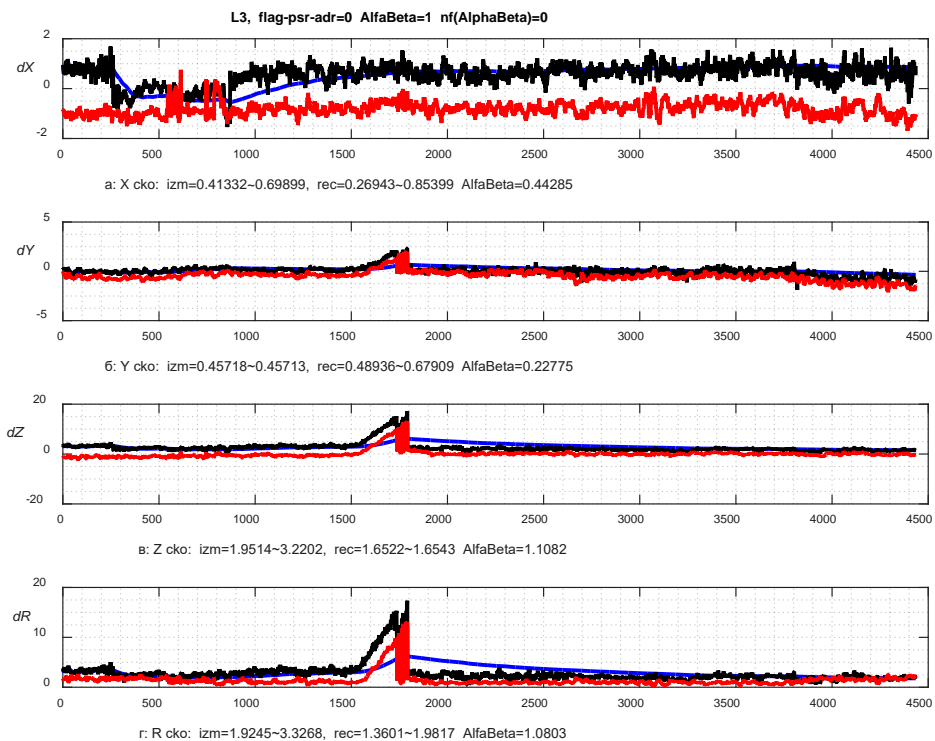 L3, flag-psr-adr=0 AlfaBeta=1 nf(AlphaBeta)=0
2
dX
0
-2
0 500 1000 1500 2000 2500 3000 3500 4000 4500
a: X ско: izm=0.41332~0.69899, rec=0.26943~0.85399 AlfaBeta=0.44285
5
dY
0
-5
0 500 1000 1500 2000 2500 3000 3500 4000 4500
б: Y ско: izm=0.45718~0.45713, rec=0.48936~0.67909 AlfaBeta=0.22775
20
dZ
0
-20
0 500 1000 1500 2000 2500 3000 3500 4000 4500
в: Z ско: izm=1.9514~3.2202, rec=1.6522~1.6543 AlfaBeta=1.1082
20
dR
10
0
0 500 1000 1500 2000 2500 3000 3500 4000 4500
г: R ско: izm=1.9245~3.3268, rec=1.3601~1.9817 AlfaBeta=1.0803